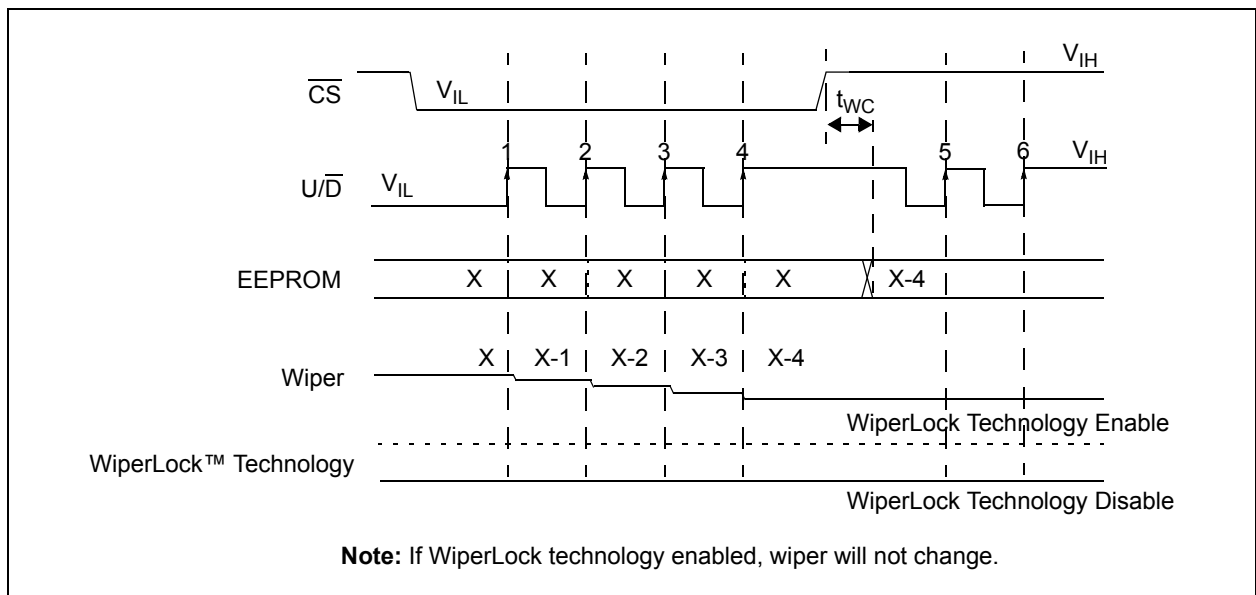 V_IH
CS
V_IL
t_WC
1 2 3 4 5 6
V_IH
U/D
V_IL
EEPROM X X X X X X-4
X X-1 X-2 X-3 X-4
Wiper
WiperLock Technology Enable
WiperLock™ Technology
WiperLock Technology Disable
Note: If WiperLock technology enabled, wiper will not change.